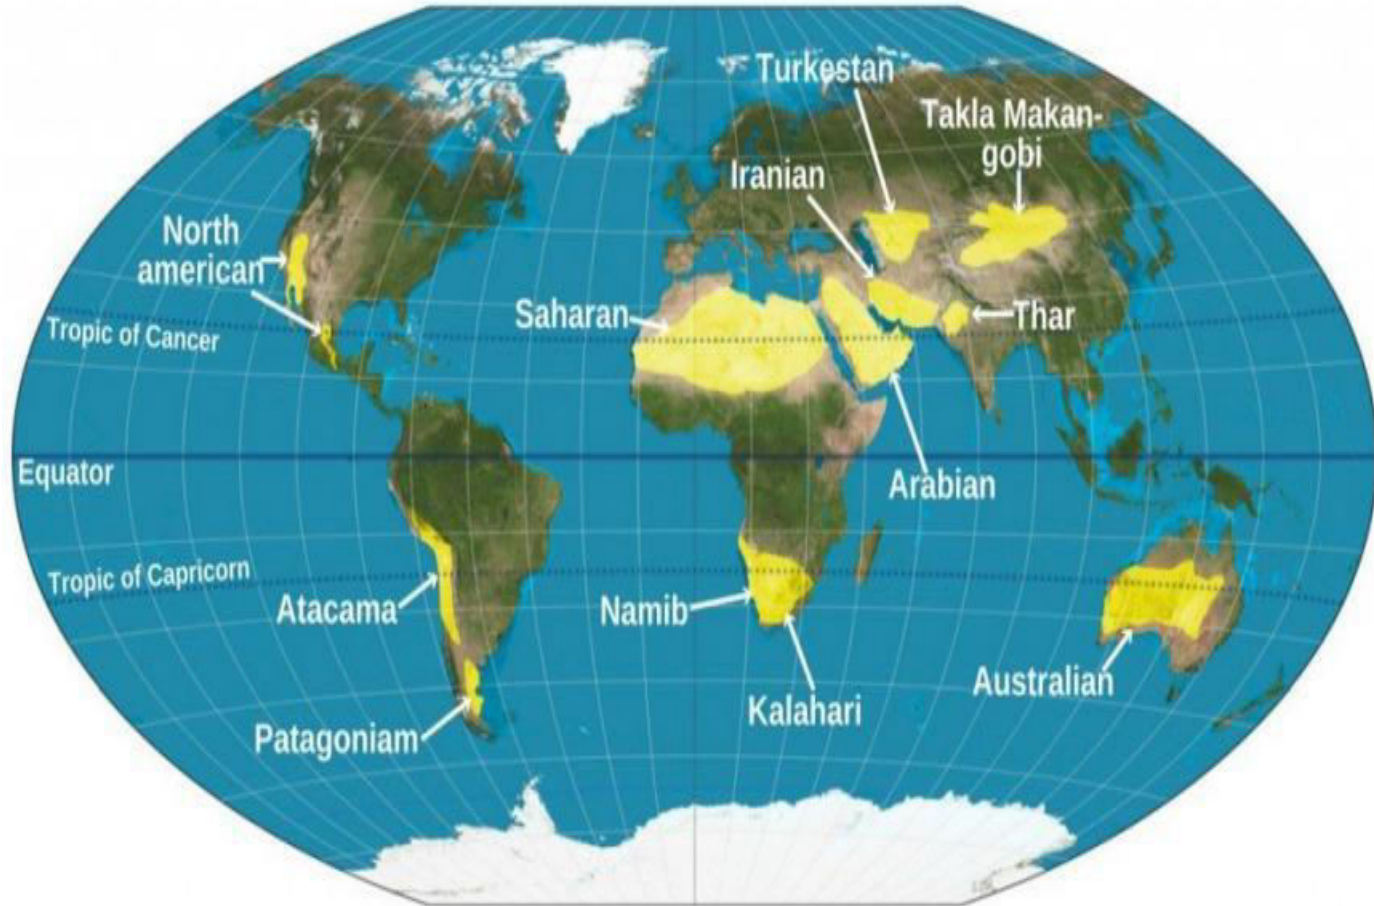 Turkestan
Takla Makan-
gobi
Iranian
North
american
Saharan
Thar
Tropic of Cancer
Equator
Arabian
Tropic of Capricorn
Atacama
Namib
Australian
Kalahari
Patagoniam